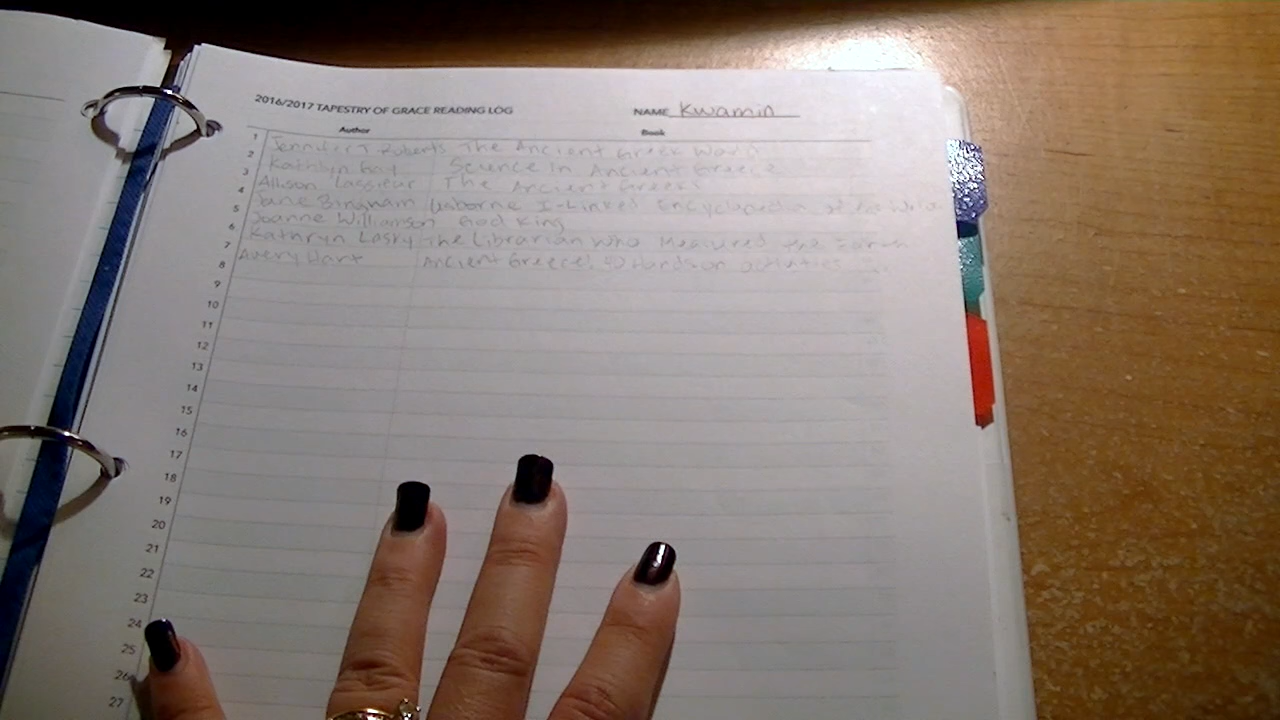 2016/2017 TAPESTRY OF GRACE READING LOG NAME Kwamin
Author Book
1 Jennifer T. Roberts The Ancient Greek World
2 Kathlyn Gay Science In Ancient Greece
3 Allison Lassieur The Ancient Greeks
4 Jane Bingham Usborne I-Linked Encyclopedia of the World
5 Joanne Williamson God King
6 Kathryn Lasky The Librarian Who Measured the Earth
7 Avery Hart Ancient Greece! 40 Hands on activities
8
9
10
11
12
13
14
15
16
17
18
19
20
21
22
23
24
25
26
27